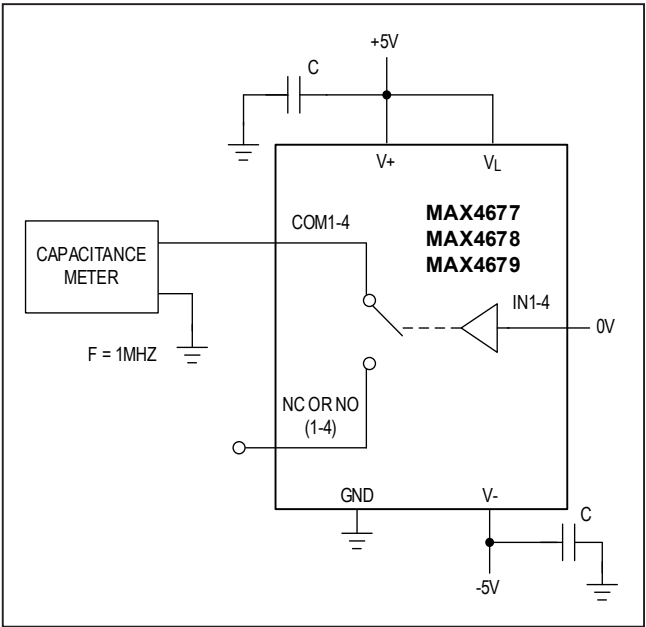 +5V
C
V+
VL
COM1-4
MAX4677
MAX4678
MAX4679
CAPACITANCE
METER
IN1-4
0V
F = 1MHZ
NC OR NO
(1-4)
GND
V-
C
-5V